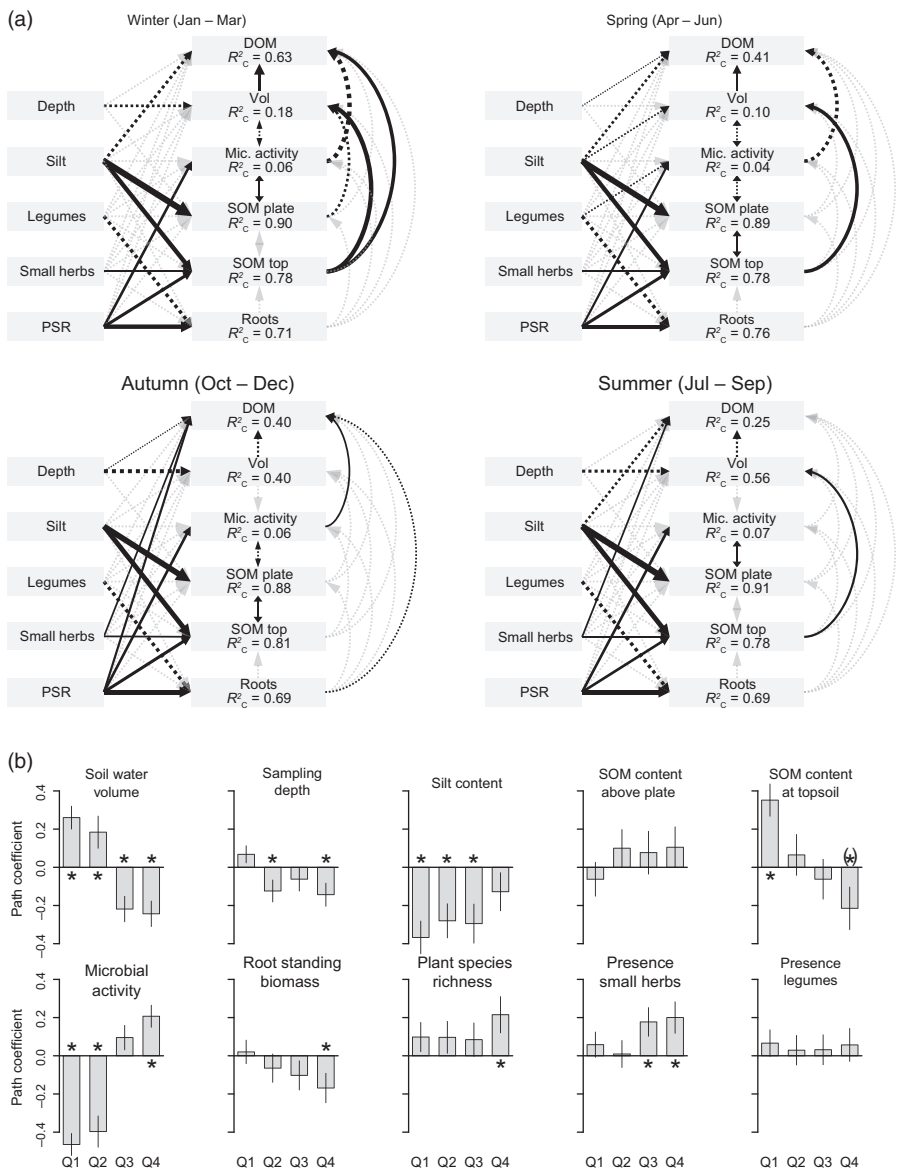 (a)
Winter (Jan – Mar)
DOM
R²C = 0.63
Depth
Vol
R²C = 0.18
Silt
Mic. activity
R²C = 0.06
Legumes
SOM plate
R²C = 0.90
Small herbs
SOM top
R²C = 0.78
PSR
Roots
R²C = 0.71
Spring (Apr – Jun)
DOM
R²C = 0.41
Depth
Vol
R²C = 0.10
Silt
Mic. activity
R²C = 0.04
Legumes
SOM plate
R²C = 0.89
Small herbs
SOM top
R²C = 0.78
PSR
Roots
R²C = 0.76
Autumn (Oct – Dec)
DOM
R²C = 0.40
Depth
Vol
R²C = 0.40
Silt
Mic. activity
R²C = 0.06
Legumes
SOM plate
R²C = 0.88
Small herbs
SOM top
R²C = 0.81
PSR
Roots
R²C = 0.69
Summer (Jul – Sep)
DOM
R²C = 0.25
Depth
Vol
R²C = 0.56
Silt
Mic. activity
R²C = 0.07
Legumes
SOM plate
R²C = 0.91
Small herbs
SOM top
R²C = 0.78
PSR
Roots
R²C = 0.69
(b)
Soil water
volume
Sampling
depth
Silt content
SOM content
above plate
SOM content
at topsoil
Path coefficient
0.4
0.2
0.0
−0.2
−0.4
* * * *
* *
* * *
* (*)
Microbial
activity
Root standing
biomass
Plant species
richness
Presence
small herbs
Presence
legumes
Path coefficient
0.4
0.2
0.0
−0.2
−0.4
* * *
*
*
* *
Q1 Q2 Q3 Q4
Q1 Q2 Q3 Q4
Q1 Q2 Q3 Q4
Q1 Q2 Q3 Q4
Q1 Q2 Q3 Q4